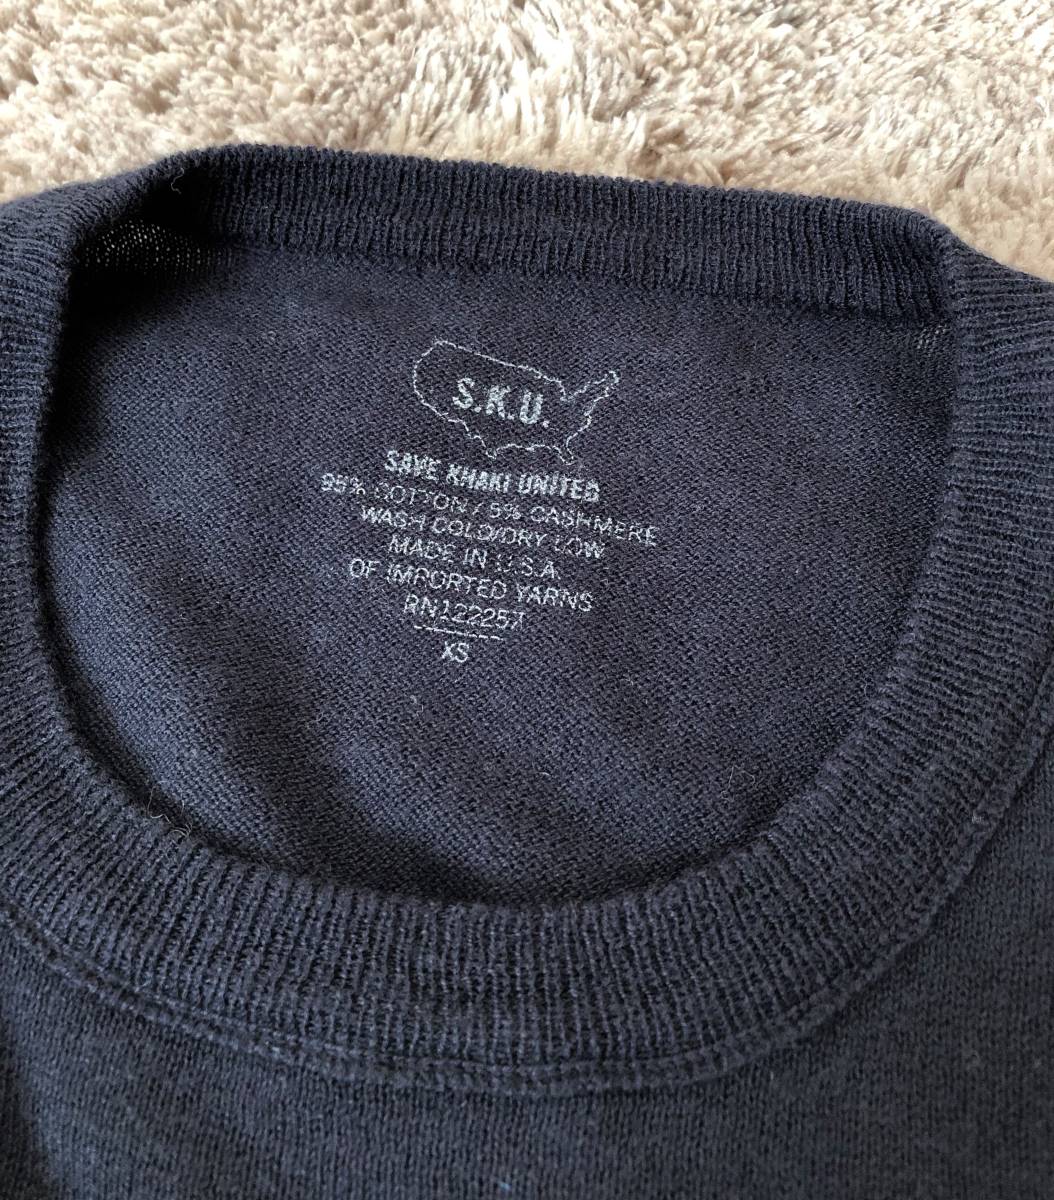 S.K.U.
SAVE KHAKI UNITED
95% COTTON / 5% CASHMERE
WASH COLD/DRY LOW
MADE IN U.S.A.
OF IMPORTED YARNS
RN122257
XS